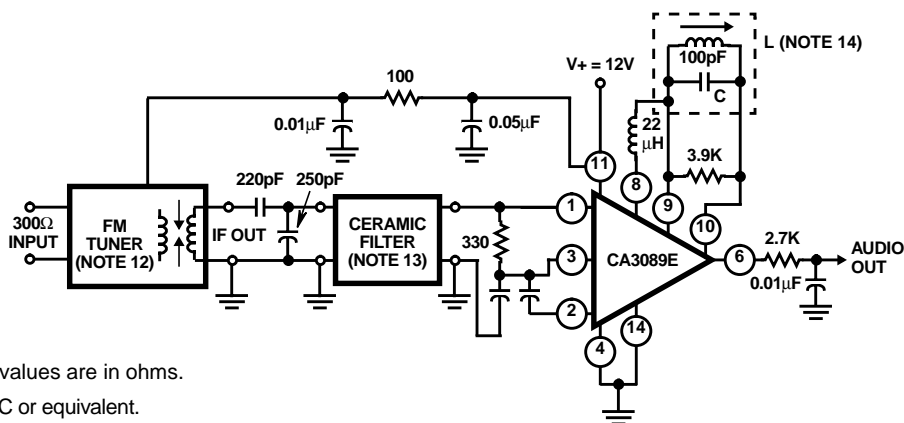 L (NOTE 14)
100pF
C
V+ = 12V
100
0.01μF
0.05μF
22
μH
3.9K
11
8
9
10
220pF
250pF
300Ω
INPUT
FM
TUNER
(NOTE 12)
IF OUT
CERAMIC
FILTER
(NOTE 13)
330
1
3
2
CA3089E
6
2.7K
AUDIO
OUT
0.01μF
4
14
values are in ohms.
C or equivalent.